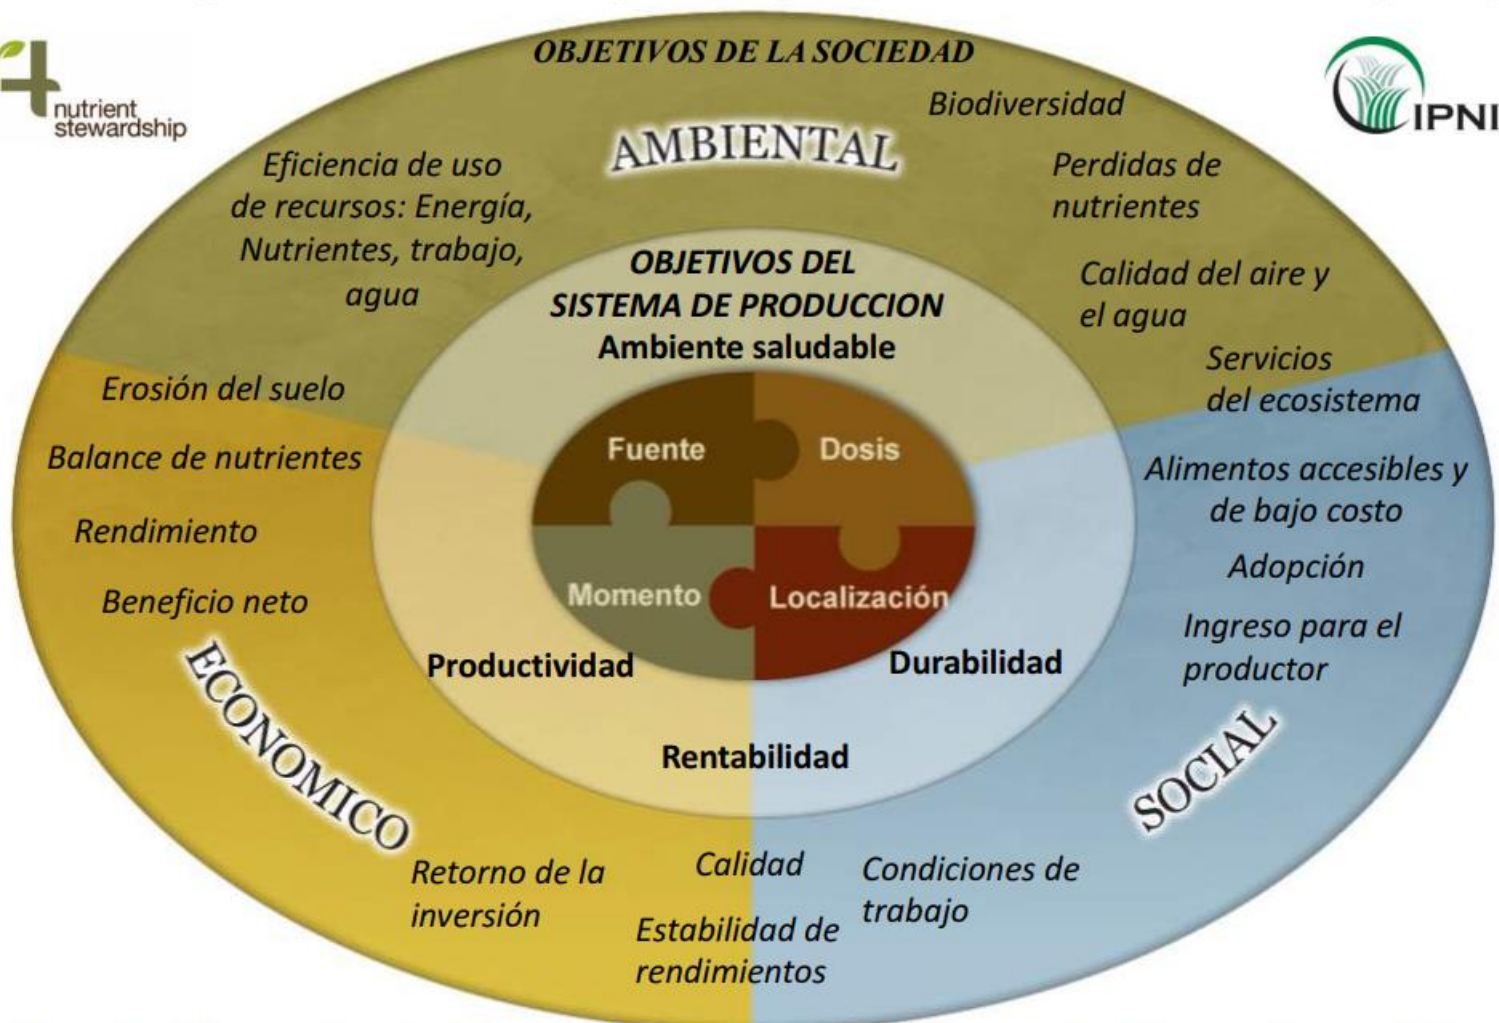 OBJETIVOS DE LA SOCIEDAD
nutrient
stewardship
IPNI
AMBIENTAL
Biodiversidad
Eficiencia de uso
de recursos: Energía,
Nutrientes, trabajo,
agua
Perdidas de
nutrientes
Calidad del aire y
el agua
Servicios
del ecosistema
OBJETIVOS DEL
SISTEMA DE PRODUCCION
Ambiente saludable
Erosión del suelo
Balance de nutrientes
Rendimiento
Beneficio neto
Fuente
Dosis
Momento
Localización
Alimentos accesibles y
de bajo costo
Adopción
Ingreso para el
productor
Productividad
Durabilidad
Rentabilidad
ECONOMICO
SOCIAL
Retorno de la
inversión
Calidad
Estabilidad de
rendimientos
Condiciones de
trabajo